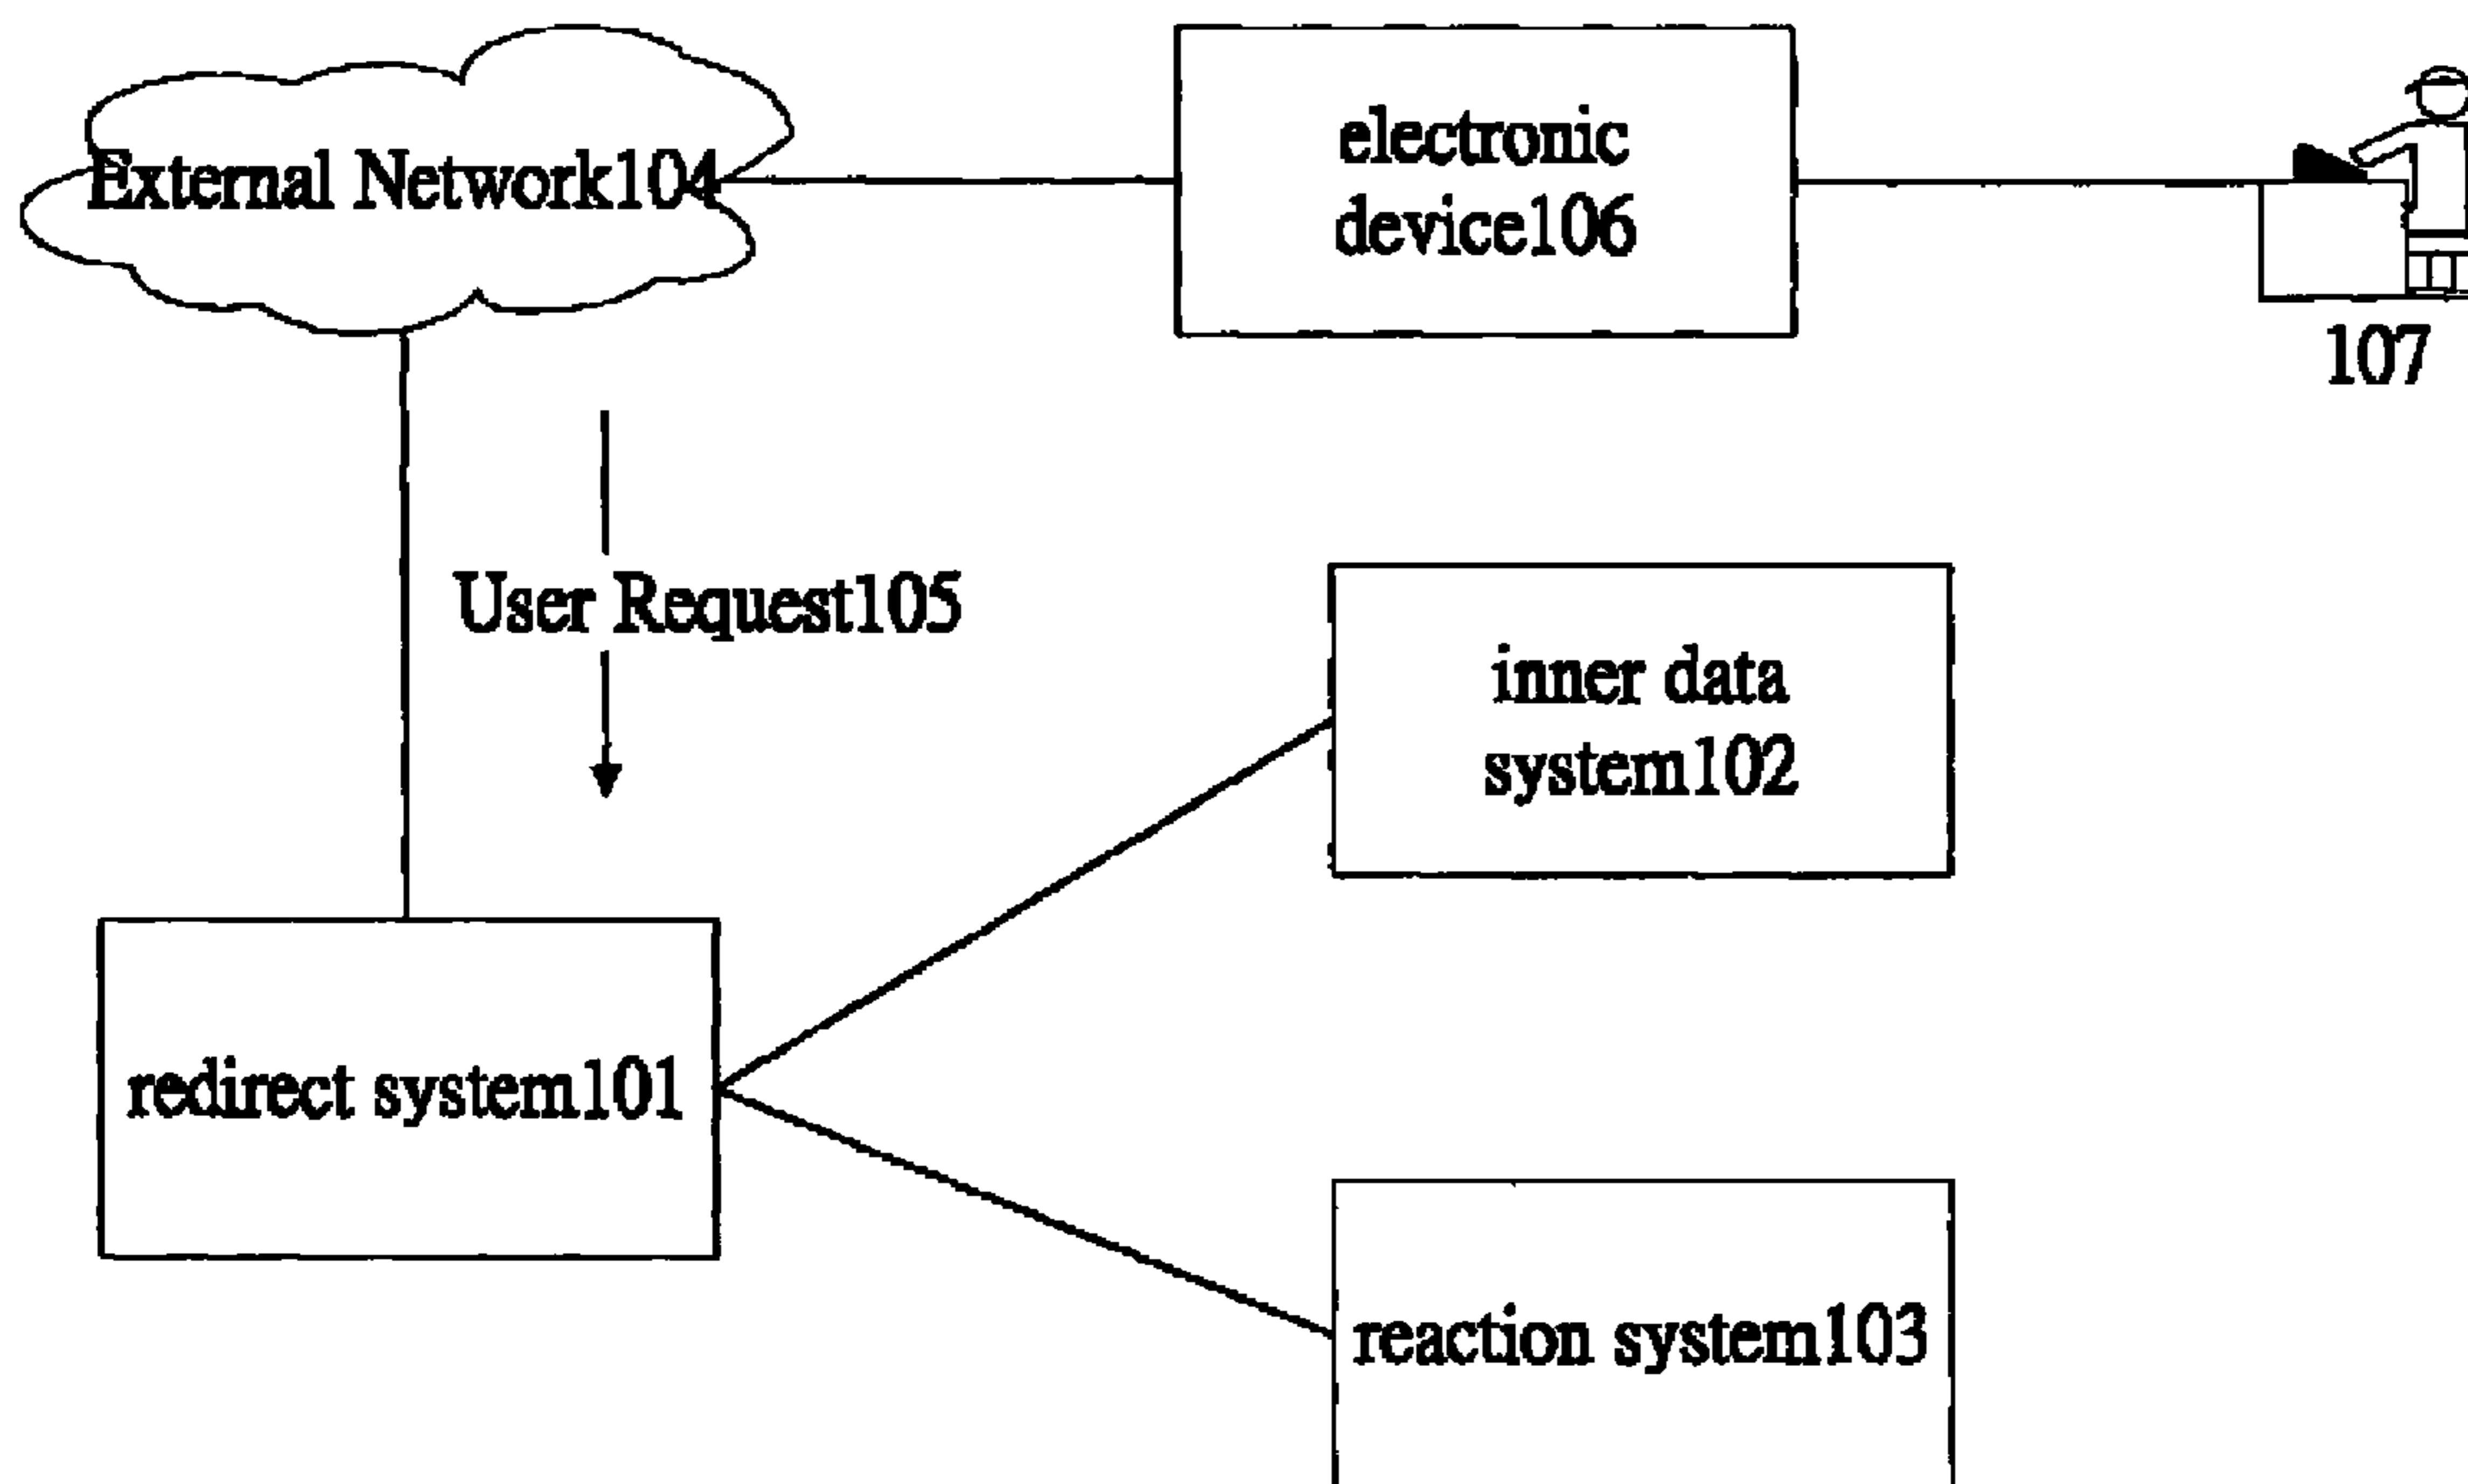 External Network104
electronic
device106
107
User Request105
inner data
system102
redirect system101
reaction system103